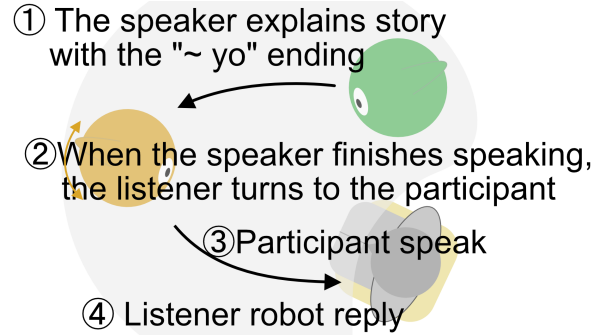 ① The speaker explains story
with the "~ yo" ending
②When the speaker finishes speaking,
the listener turns to the participant
③Participant speak
④ Listener robot reply